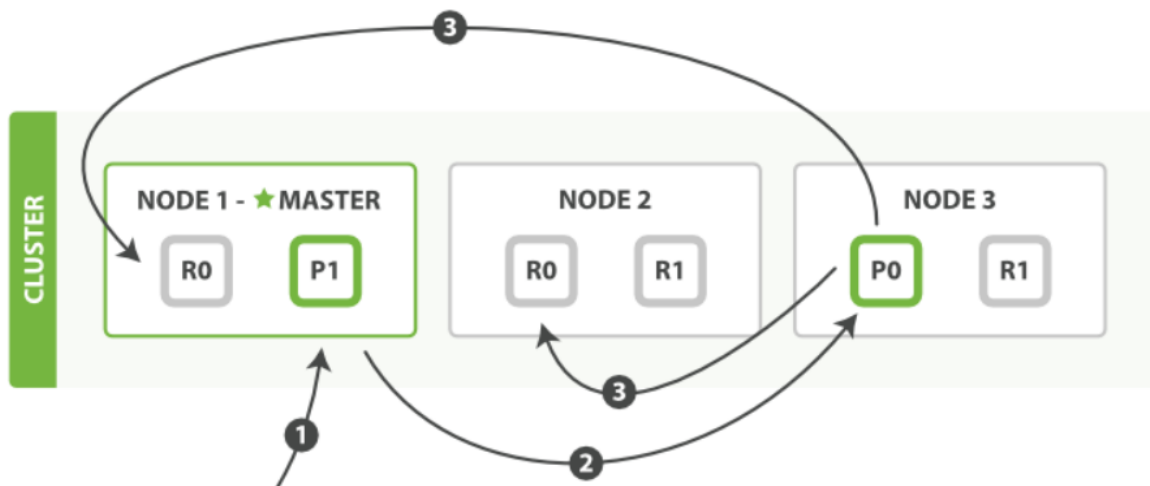 3
CLUSTER
NODE 1 - ★ MASTER
R0
P1
NODE 2
R0
R1
NODE 3
P0
R1
3
1
2